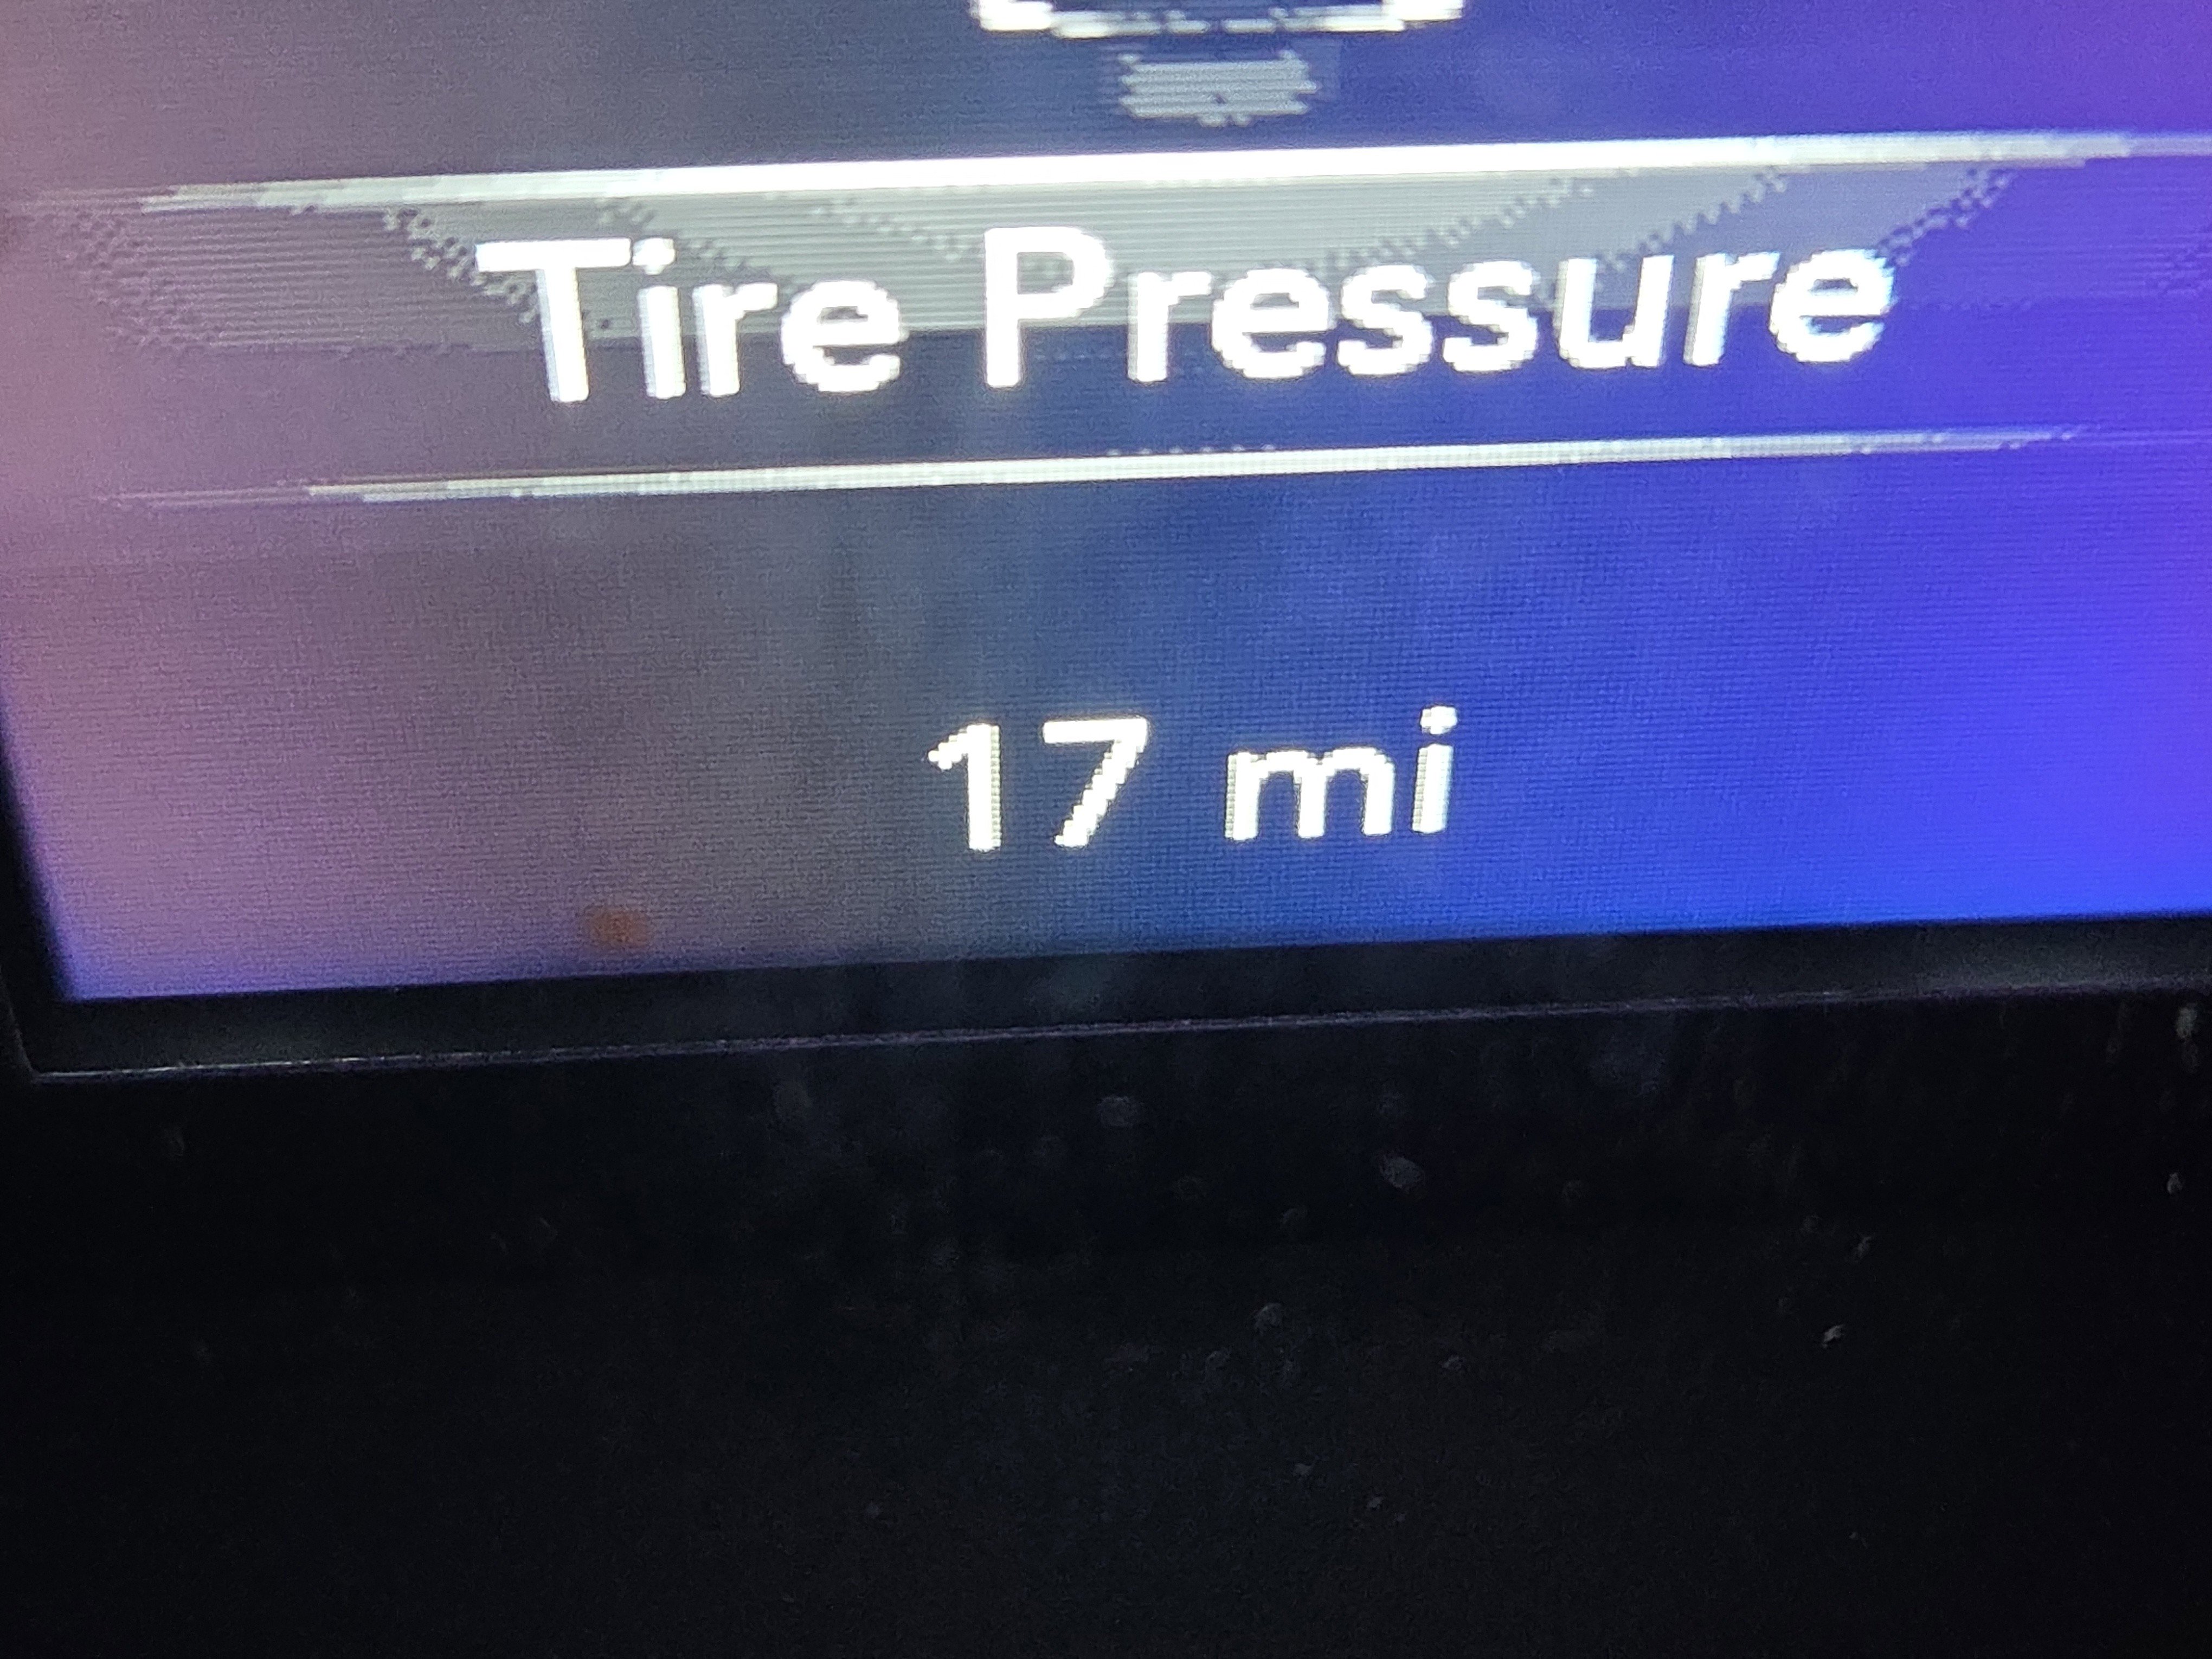 Tire Pressure
17 mi